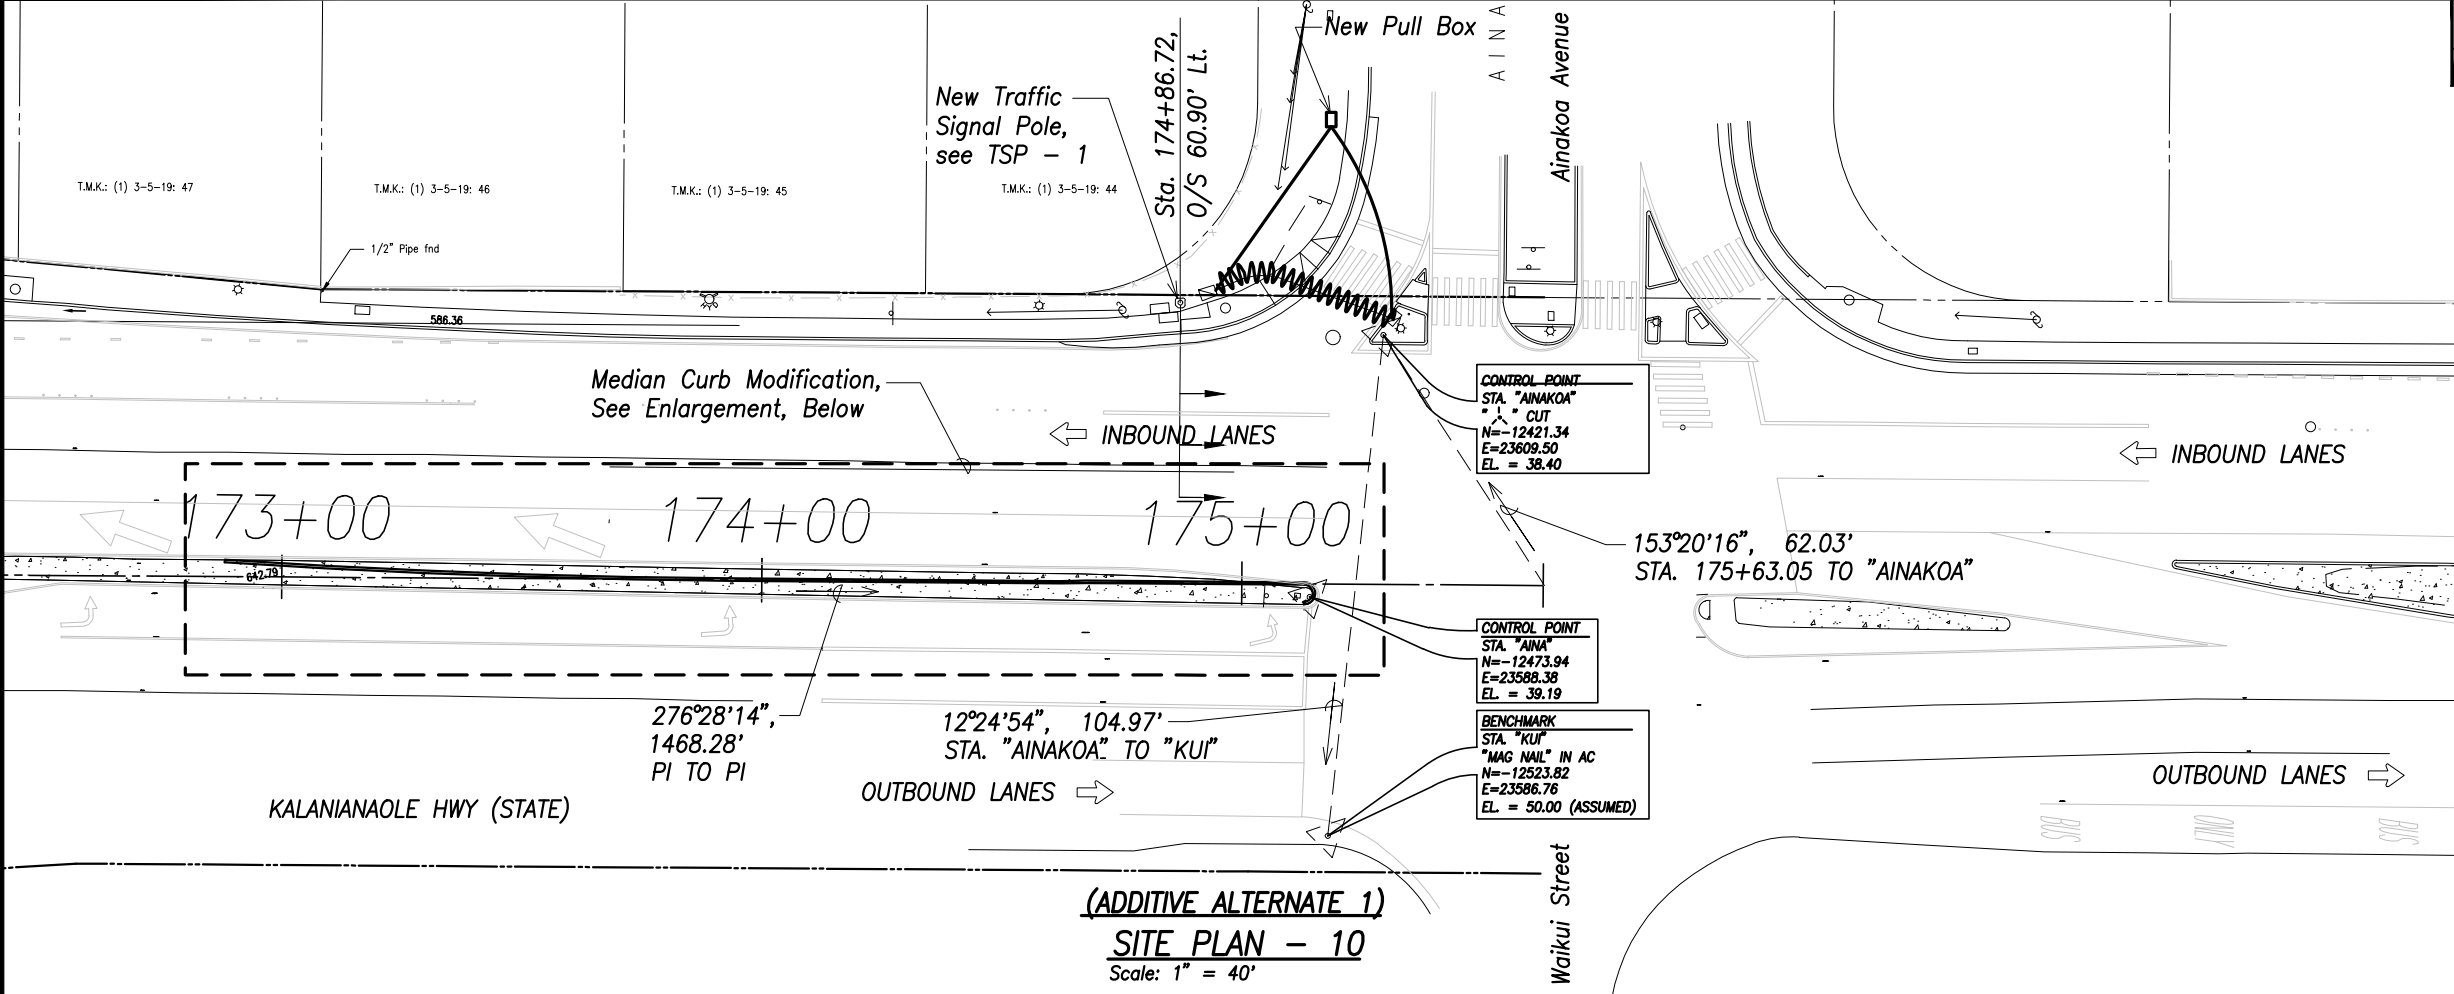 New Pull Box
AINA
Ainakoa Avenue
Sta. 174+86.72,
O/S 60.90' Lt.
New Traffic
Signal Pole,
see TSP - 1
T.M.K.: (1) 3-5-19: 47
T.M.K.: (1) 3-5-19: 46
T.M.K.: (1) 3-5-19: 45
T.M.K.: (1) 3-5-19: 44
1/2" Pipe fnd
586.36
Median Curb Modification,
See Enlargement, Below
INBOUND LANES
INBOUND LANES
CONTROL POINT
STA. "AINAKOA"
" " CUT
N=-12421.34
E=23609.50
EL. = 38.40
173+00
174+00
175+00
642.79
153°20'16", 62.03'
STA. 175+63.05 TO "AINAKOA"
CONTROL POINT
STA. "AINA"
N=-12473.94
E=23588.38
EL. = 39.19
276°28'14",
1468.28'
PI TO PI
12°24'54", 104.97'
STA. "AINAKOA" TO "KUI"
BENCHMARK
STA. "KUI"
"MAG NAIL" IN AC
N=-12523.82
E=23586.76
EL. = 50.00 (ASSUMED)
OUTBOUND LANES
OUTBOUND LANES
KALANIANAOLE HWY (STATE)
Waikui Street
(ADDITIVE ALTERNATE 1)
SITE PLAN - 10
Scale: 1" = 40'